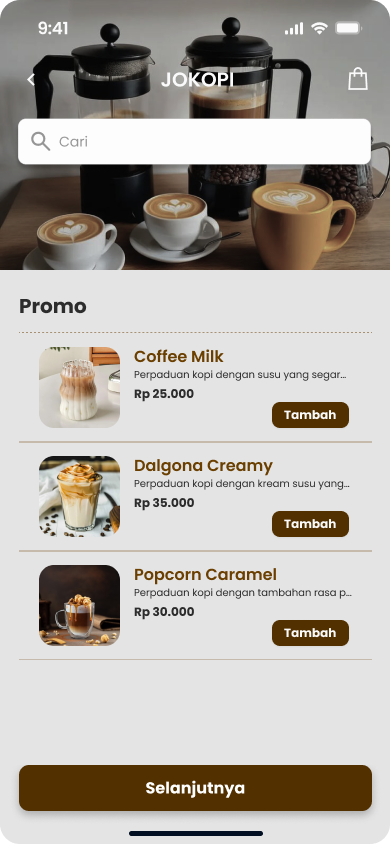 9:41
JOKOPI
Cari
Promo
Coffee Milk
Perpaduan kopi dengan susu yang segar...
Rp 25.000
Tambah
Dalgona Creamy
Perpaduan kopi dengan kream susu yang...
Rp 35.000
Tambah
Popcorn Caramel
Perpaduan kopi dengan tambahan rasa p...
Rp 30.000
Tambah
Selanjutnya